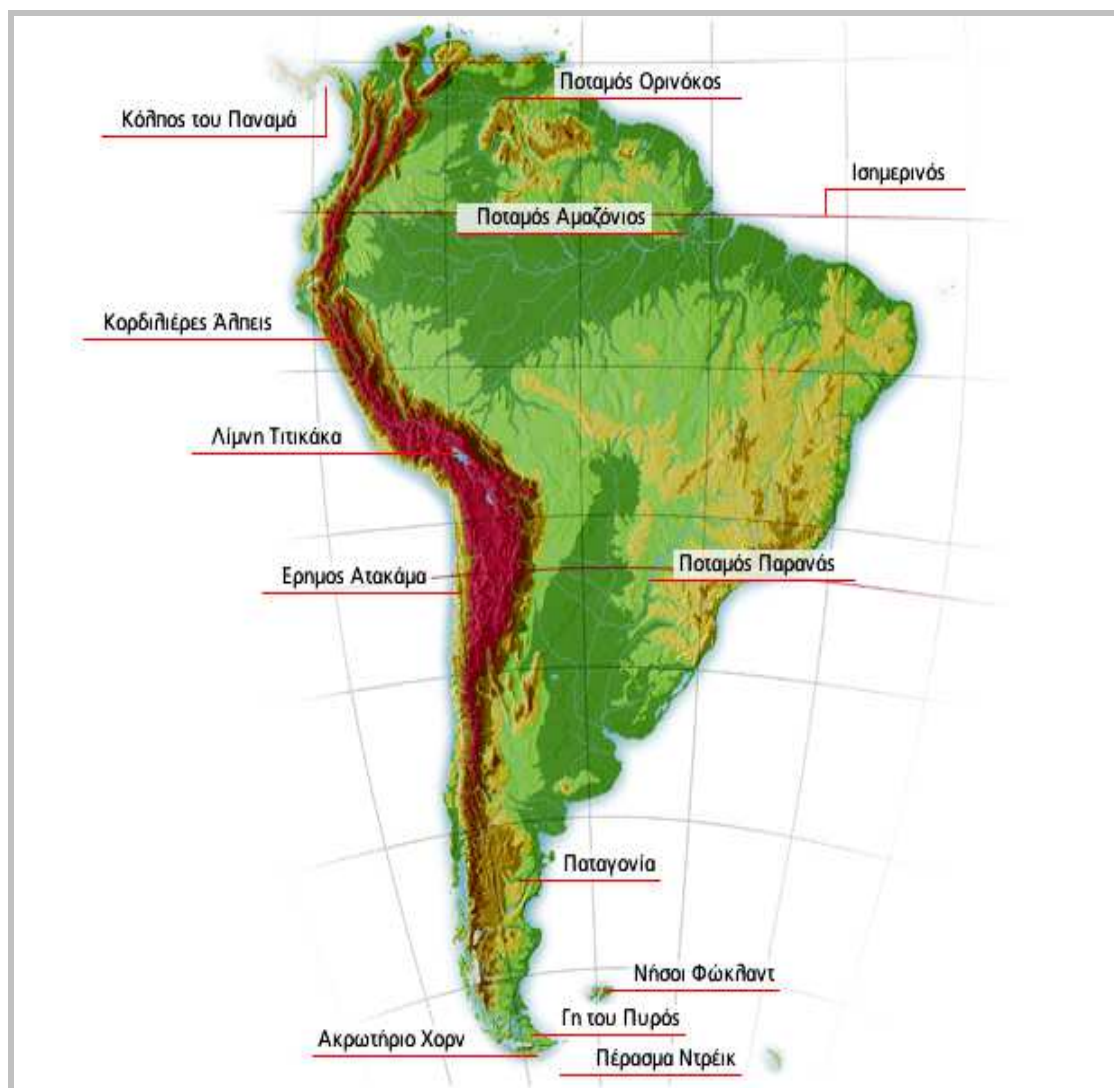 Ποταμός Ορινόκος
Κόλπος του Παναμά
Ισημερινός
Ποταμός Αμαζόνιος
Κορδιλιέρες Άλπεις
Λίμνη Τιτικάκα
Ποταμός Παρανάς
Ερημος Ατακάμα
Παταγονία
Νήσοι Φώκλαντ
Γη του Πυρός
Ακρωτήριο Χορν
Πέρασμα Ντρέικ